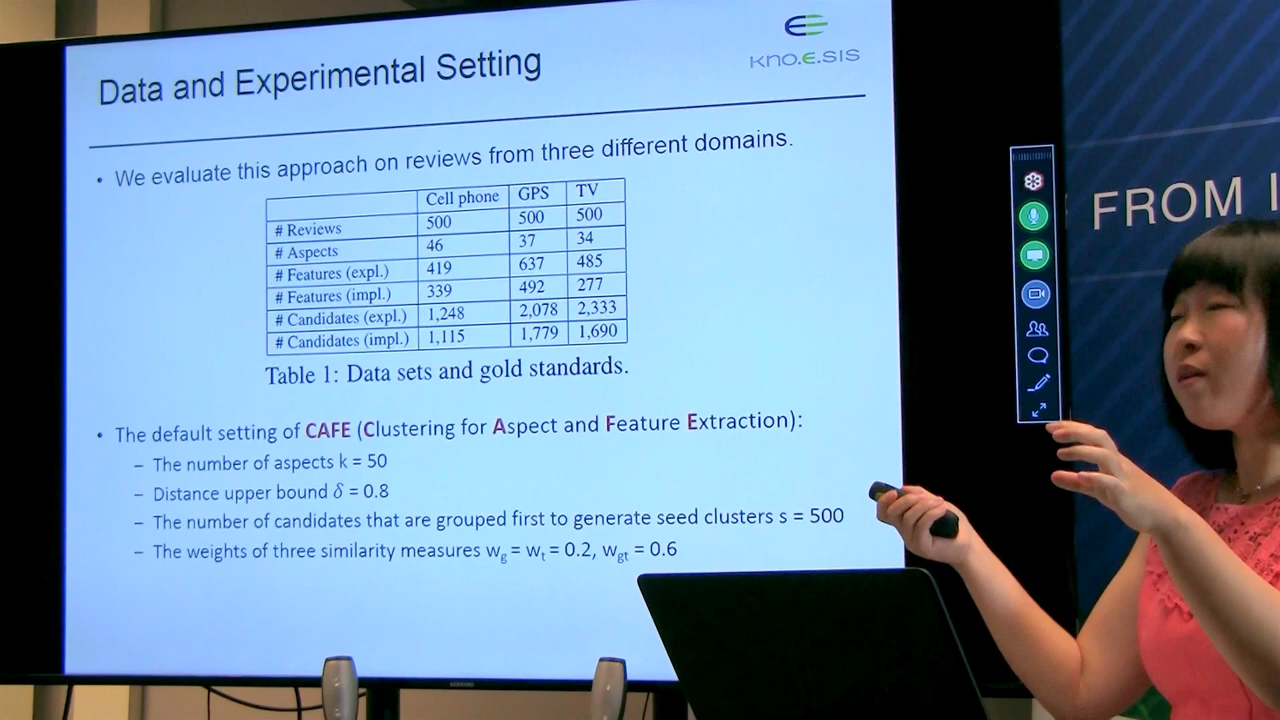 Data and Experimental Setting
kno.e.sis
• We evaluate this approach on reviews from three different domains.
Cell phone GPS TV
# Reviews 500 500 500
# Aspects 46 37 34
# Features (expl.) 419 637 485
# Features (impl.) 339 492 277
# Candidates (expl.) 1,248 2,078 2,333
# Candidates (impl.) 1,115 1,779 1,690
Table 1: Data sets and gold standards.
• The default setting of CAFE (Clustering for Aspect and Feature Extraction):
– The number of aspects k = 50
– Distance upper bound δ = 0.8
– The number of candidates that are grouped first to generate seed clusters s = 500
– The weights of three similarity measures wg = wt = 0.2, wgt = 0.6
FROM I
SAMSUNG